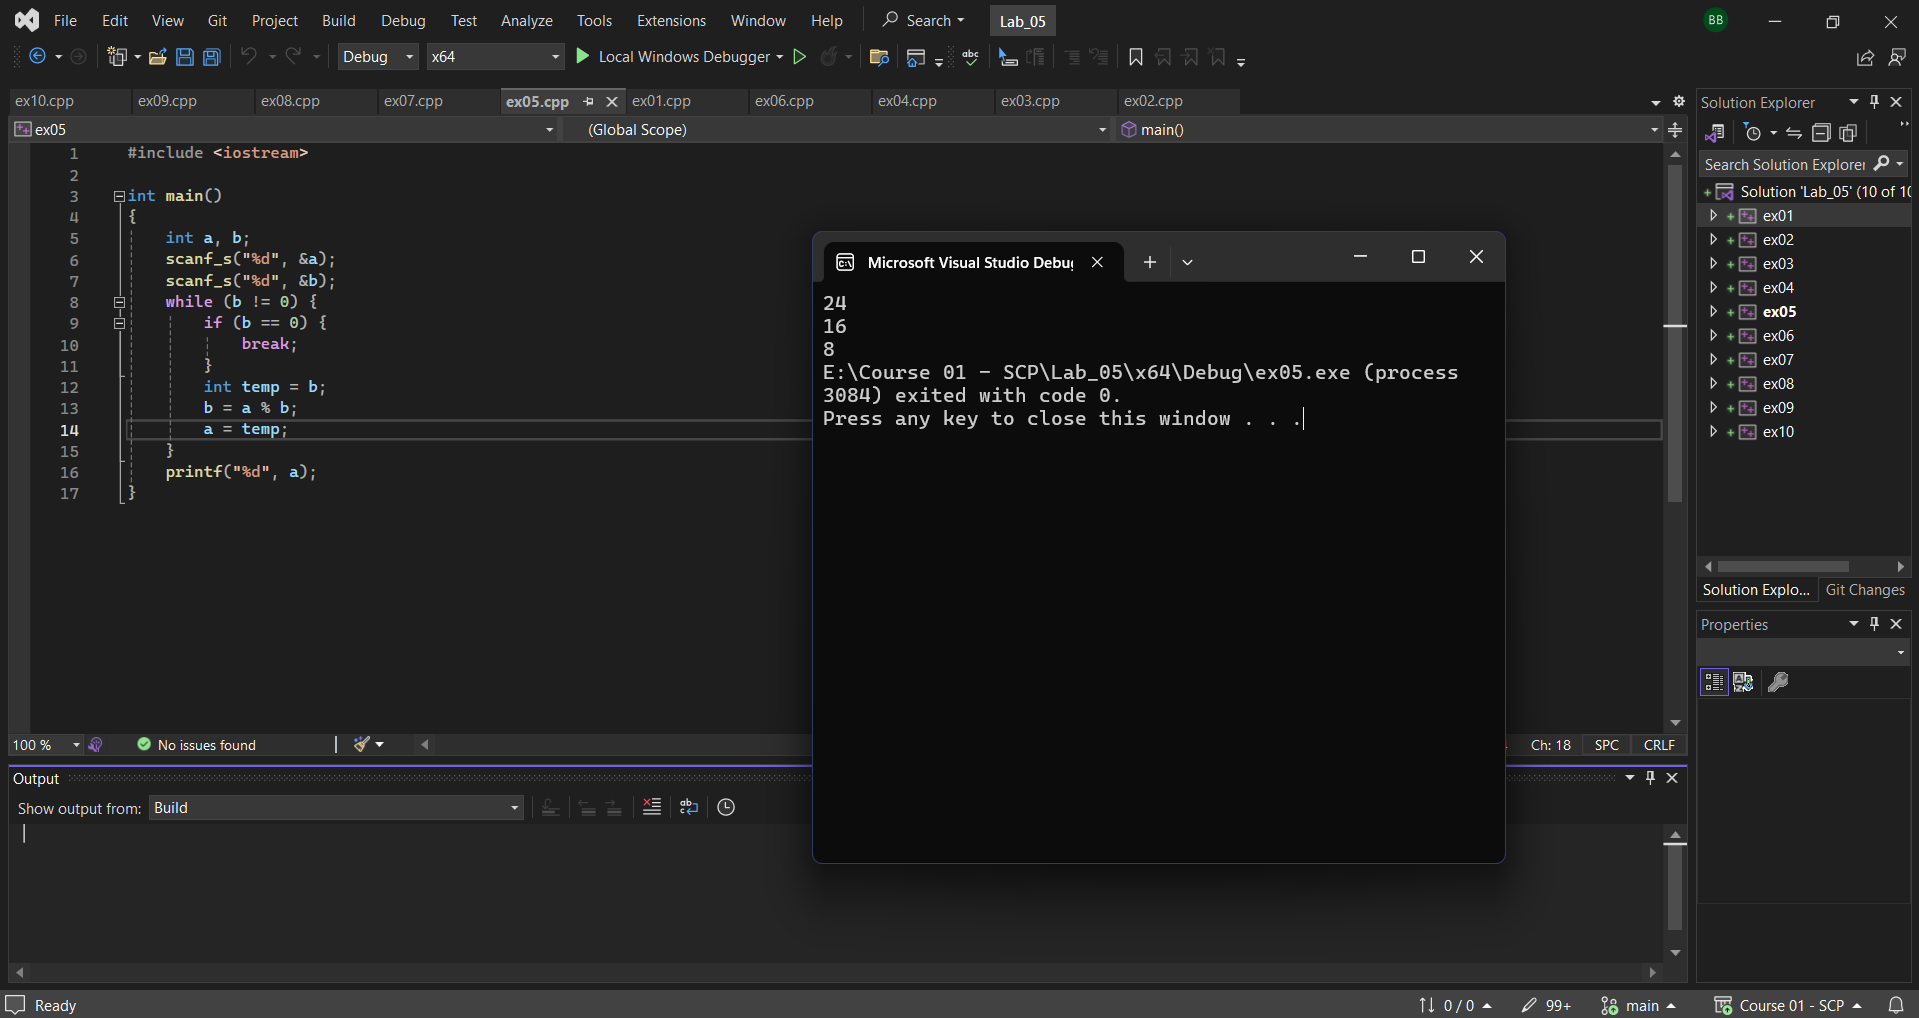 File Edit View Git Project Build Debug Test Analyze Tools Extensions Window Help Search Lab_05 BB
Debug x64 Local Windows Debugger abc
ex10.cpp ex09.cpp ex08.cpp ex07.cpp ex05.cpp ex01.cpp ex06.cpp ex04.cpp ex03.cpp ex02.cpp
ex05 (Global Scope) main()
1 #include <iostream>
2
3 int main()
4 {
5 int a, b;
6 scanf_s("%d", &a);
7 scanf_s("%d", &b);
8 while (b != 0) {
9 if (b == 0) {
10 break;
11 }
12 int temp = b;
13 b = a % b;
14 a = temp;
15 }
16 printf("%d", a);
17 }
Microsoft Visual Studio Debu
24
16
8
E:\Course 01 - SCP\Lab_05\x64\Debug\ex05.exe (process
3084) exited with code 0.
Press any key to close this window . . .
100 % No issues found Ch: 18 SPC CRLF
Output
Show output from: Build
Solution Explorer
Search Solution Explorer
Solution 'Lab_05' (10 of 10
ex01
ex02
ex03
ex04
ex05
ex06
ex07
ex08
ex09
ex10
Solution Explo... Git Changes
Properties
Ready 0 / 0 99+ main Course 01 - SCP